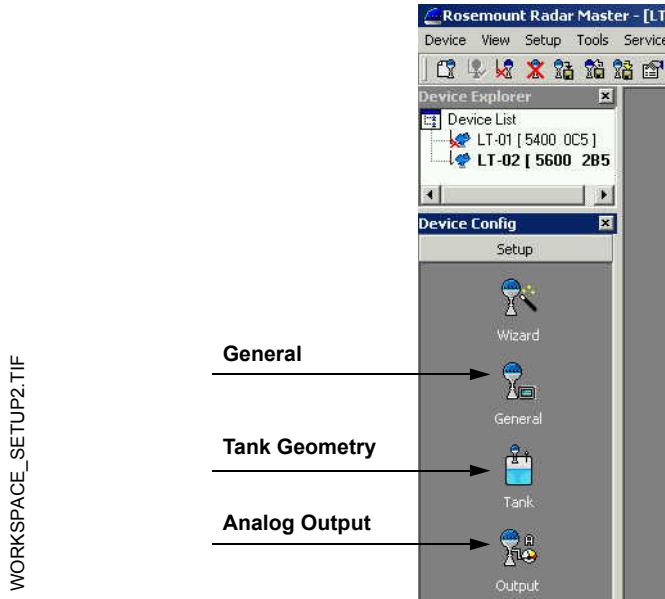 Rosemount Radar Master - [LT
Device View Setup Tools Service
Device Explorer
Device List
LT-01 [ 5400 0C5 ]
LT-02 [ 5600 2B5
Device Config
Setup
Wizard
General
General
Tank Geometry
Tank
Analog Output
Output
WORKSPACE_SETUP2.TIF